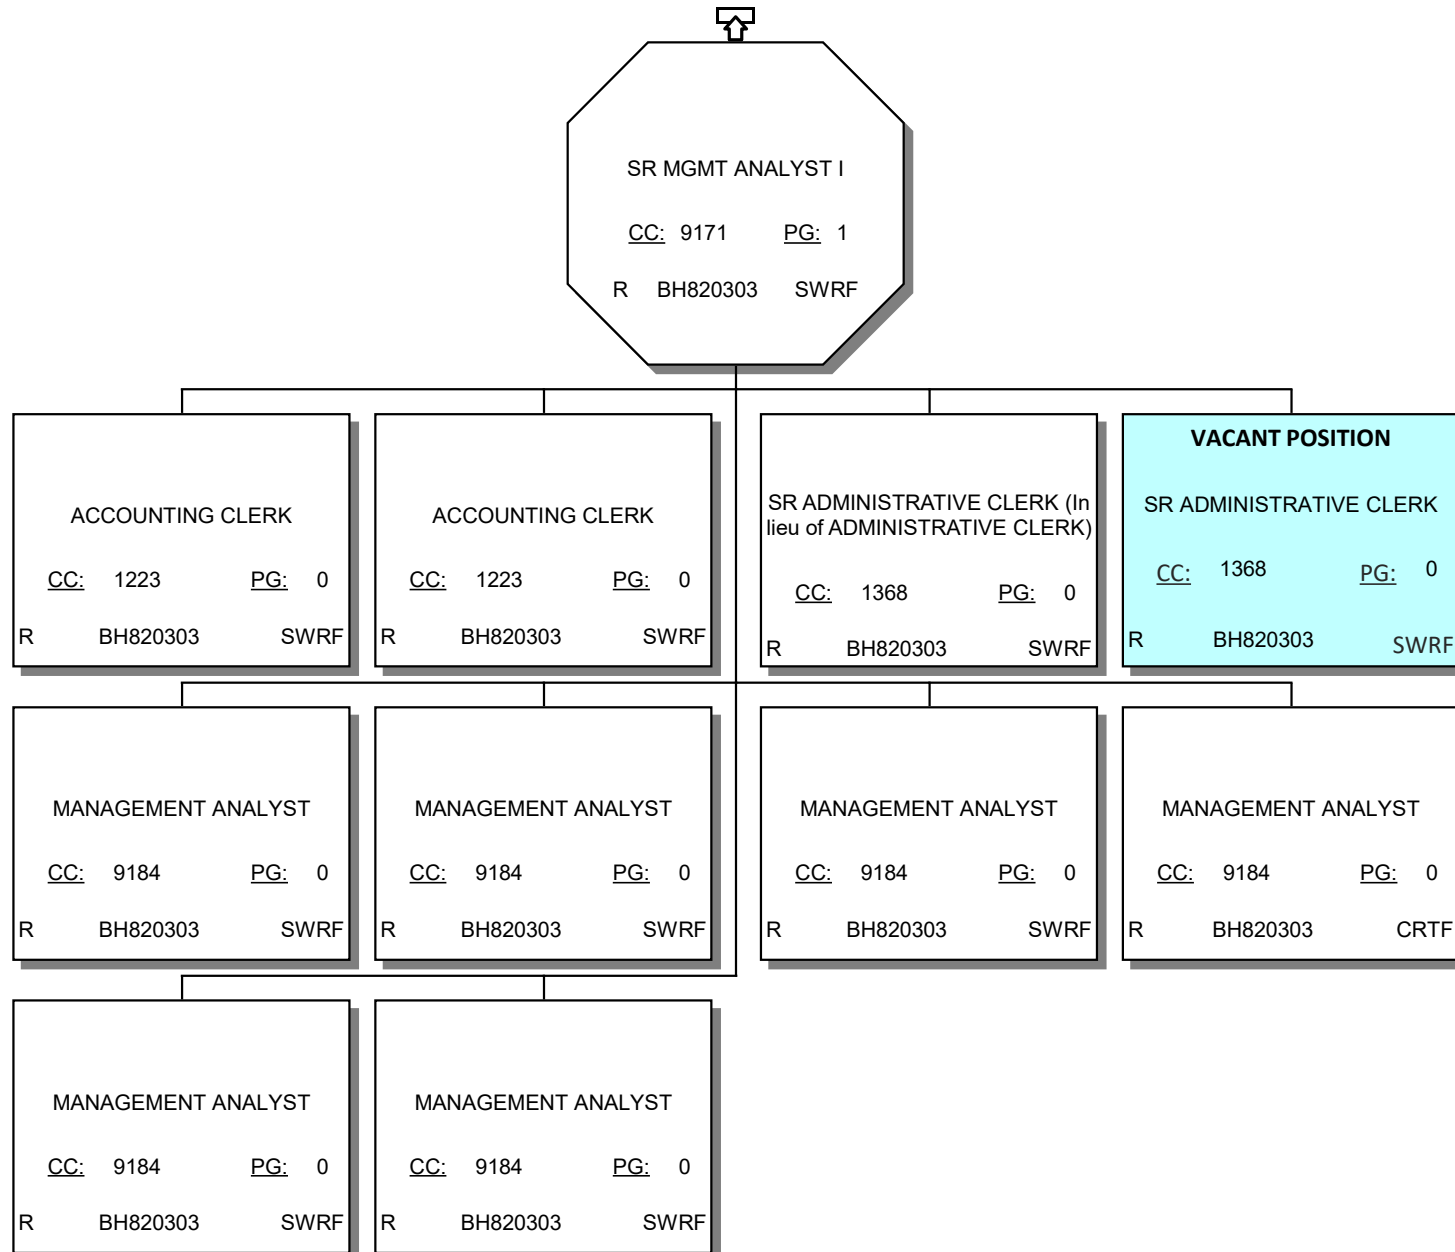 SR MGMT ANALYST I
CC: 9171 PG: 1
R BH820303 SWRF
ACCOUNTING CLERK
CC: 1223 PG: 0
R BH820303 SWRF
ACCOUNTING CLERK
CC: 1223 PG: 0
R BH820303 SWRF
SR ADMINISTRATIVE CLERK (In
lieu of ADMINISTRATIVE CLERK)
CC: 1368 PG: 0
R BH820303 SWRF
VACANT POSITION
SR ADMINISTRATIVE CLERK
CC: 1368 PG: 0
R BH820303 SWRF
MANAGEMENT ANALYST
CC: 9184 PG: 0
R BH820303 SWRF
MANAGEMENT ANALYST
CC: 9184 PG: 0
R BH820303 SWRF
MANAGEMENT ANALYST
CC: 9184 PG: 0
R BH820303 SWRF
MANAGEMENT ANALYST
CC: 9184 PG: 0
R BH820303 CRTF
MANAGEMENT ANALYST
CC: 9184 PG: 0
R BH820303 SWRF
MANAGEMENT ANALYST
CC: 9184 PG: 0
R BH820303 SWRF